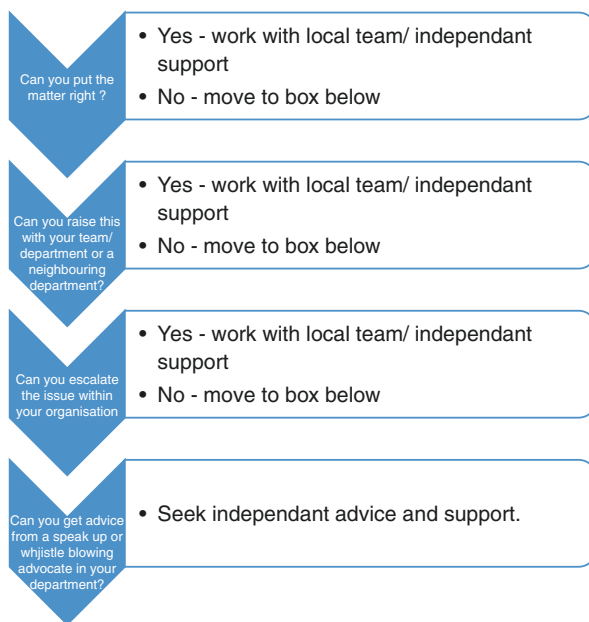 Can you put the
matter right ?
• Yes - work with local team/ independant
support
• No - move to box below
Can you raise this
with your team/
department or a
neighbouring
department?
• Yes - work with local team/ independant
support
• No - move to box below
Can you escalate
the issue within
your organisation
• Yes - work with local team/ independant
support
• No - move to box below
Can you get advice
from a speak up or
whjistle blowing
advocate in your
department?
• Seek independant advice and support.